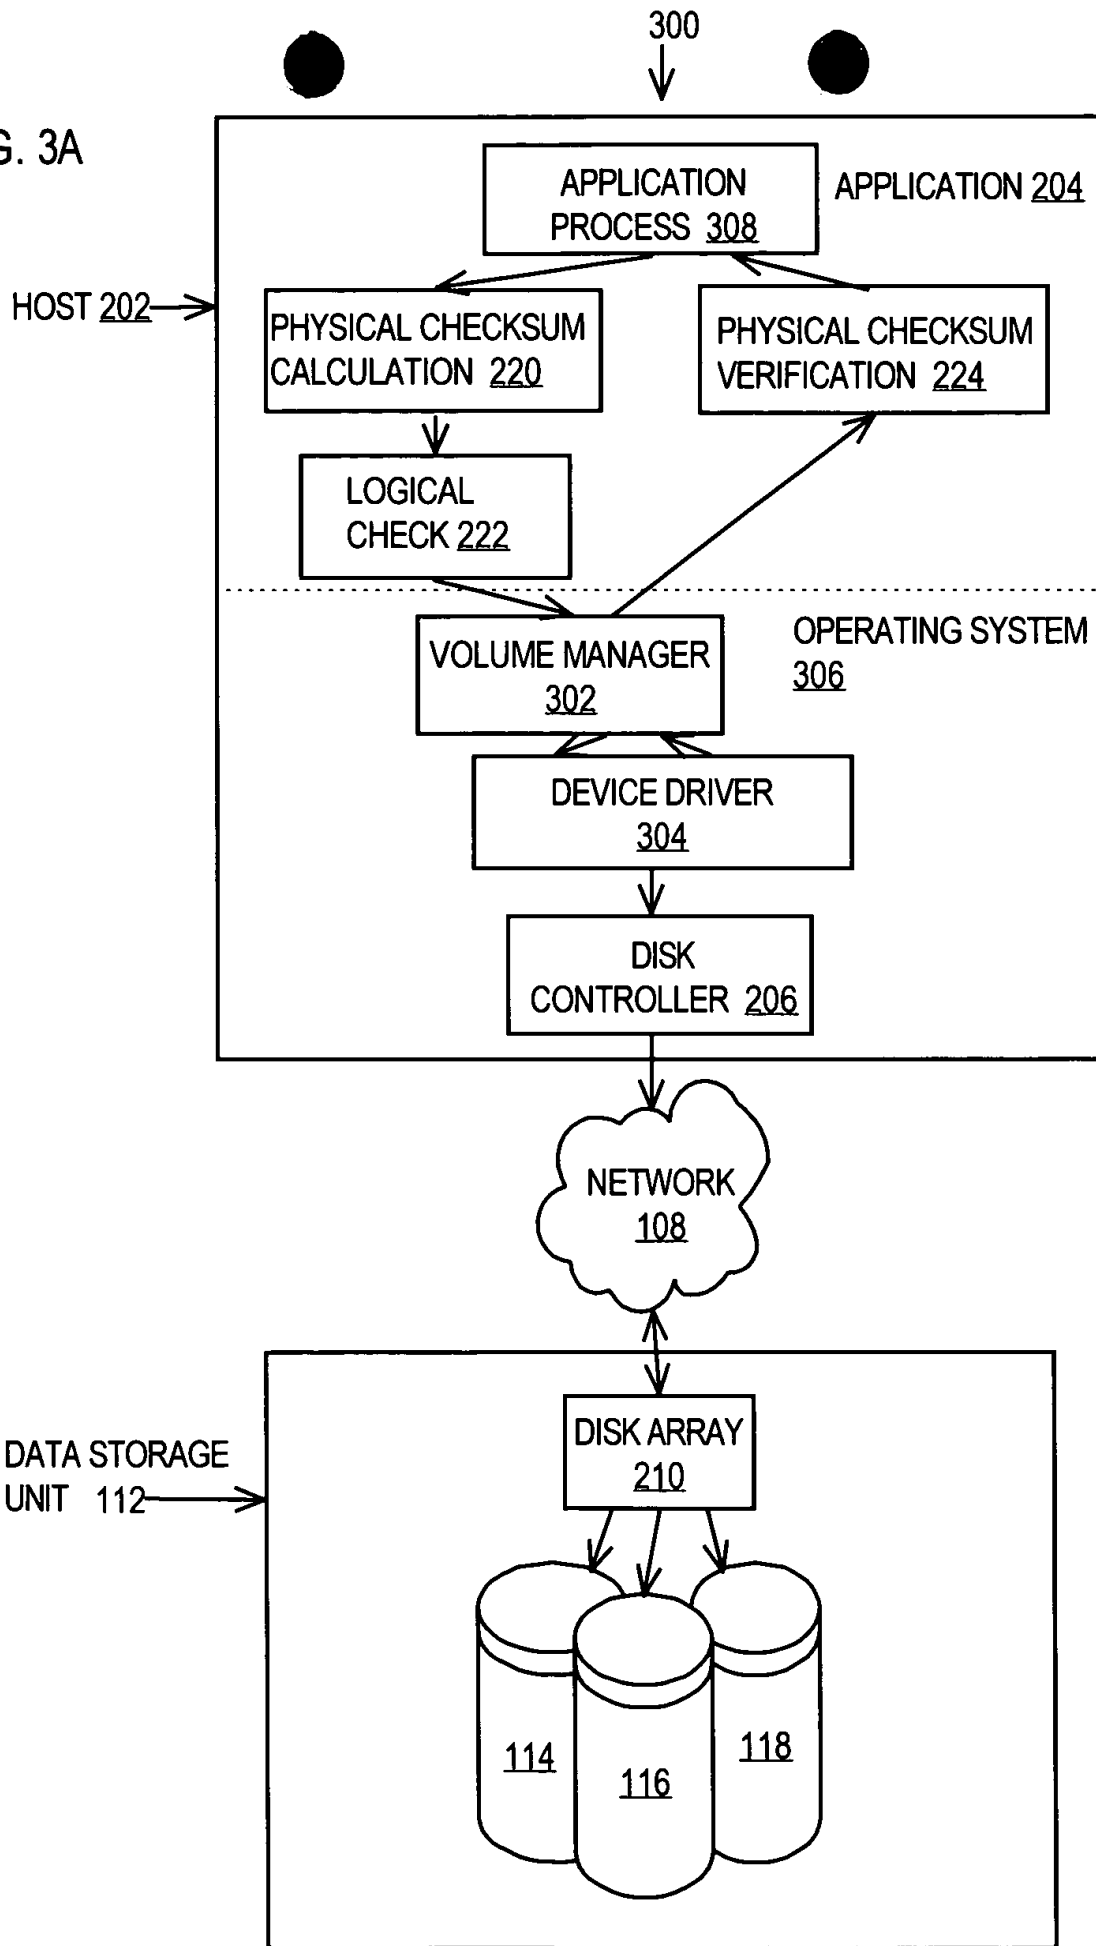 300
G. 3A
APPLICATION
PROCESS 308
APPLICATION 204
HOST 202
PHYSICAL CHECKSUM
CALCULATION 220
PHYSICAL CHECKSUM
VERIFICATION 224
LOGICAL
CHECK 222
OPERATING SYSTEM
306
VOLUME MANAGER
302
DEVICE DRIVER
304
DISK
CONTROLLER 206
NETWORK
108
DISK ARRAY
210
DATA STORAGE
UNIT 112
114
116
118